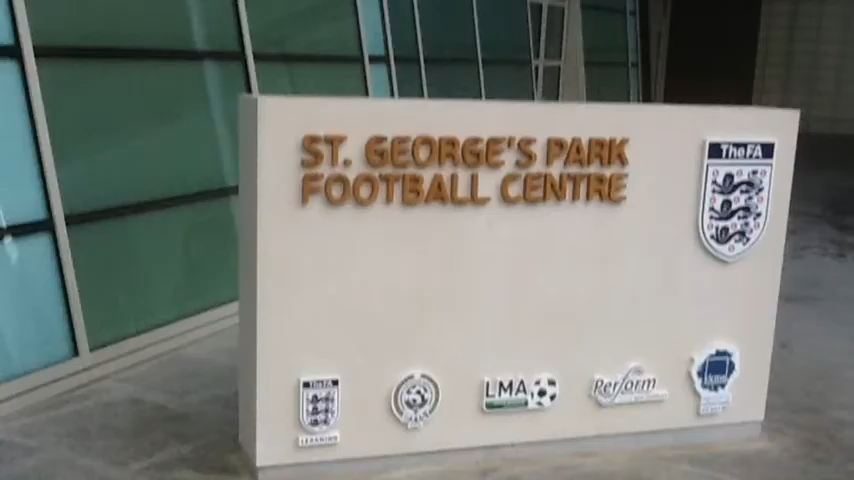 ST. GEORGE'S PARK
FOOTBALL CENTRE
TheFA
TheFA
LEARNING
LMA
Perform